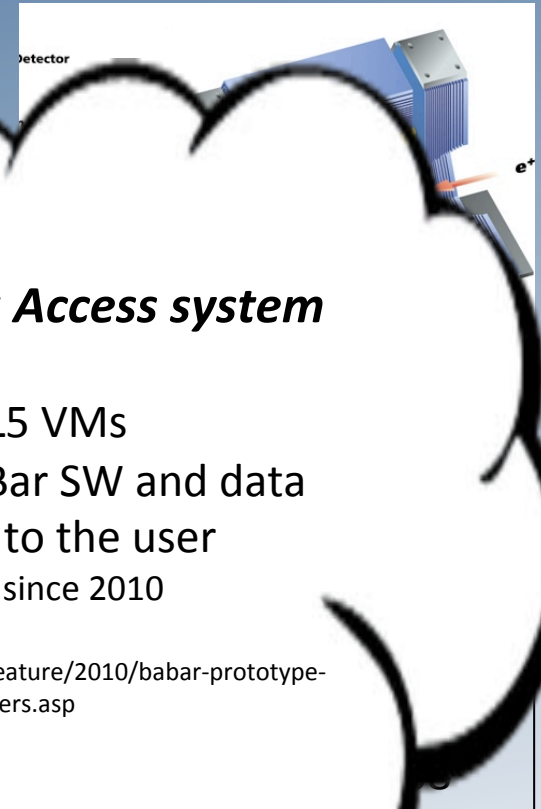 Detector
e⁺
Access system
VMs
Bar SW and data
to the user
since 2010
eature/2010/babar-prototype-
ers.asp